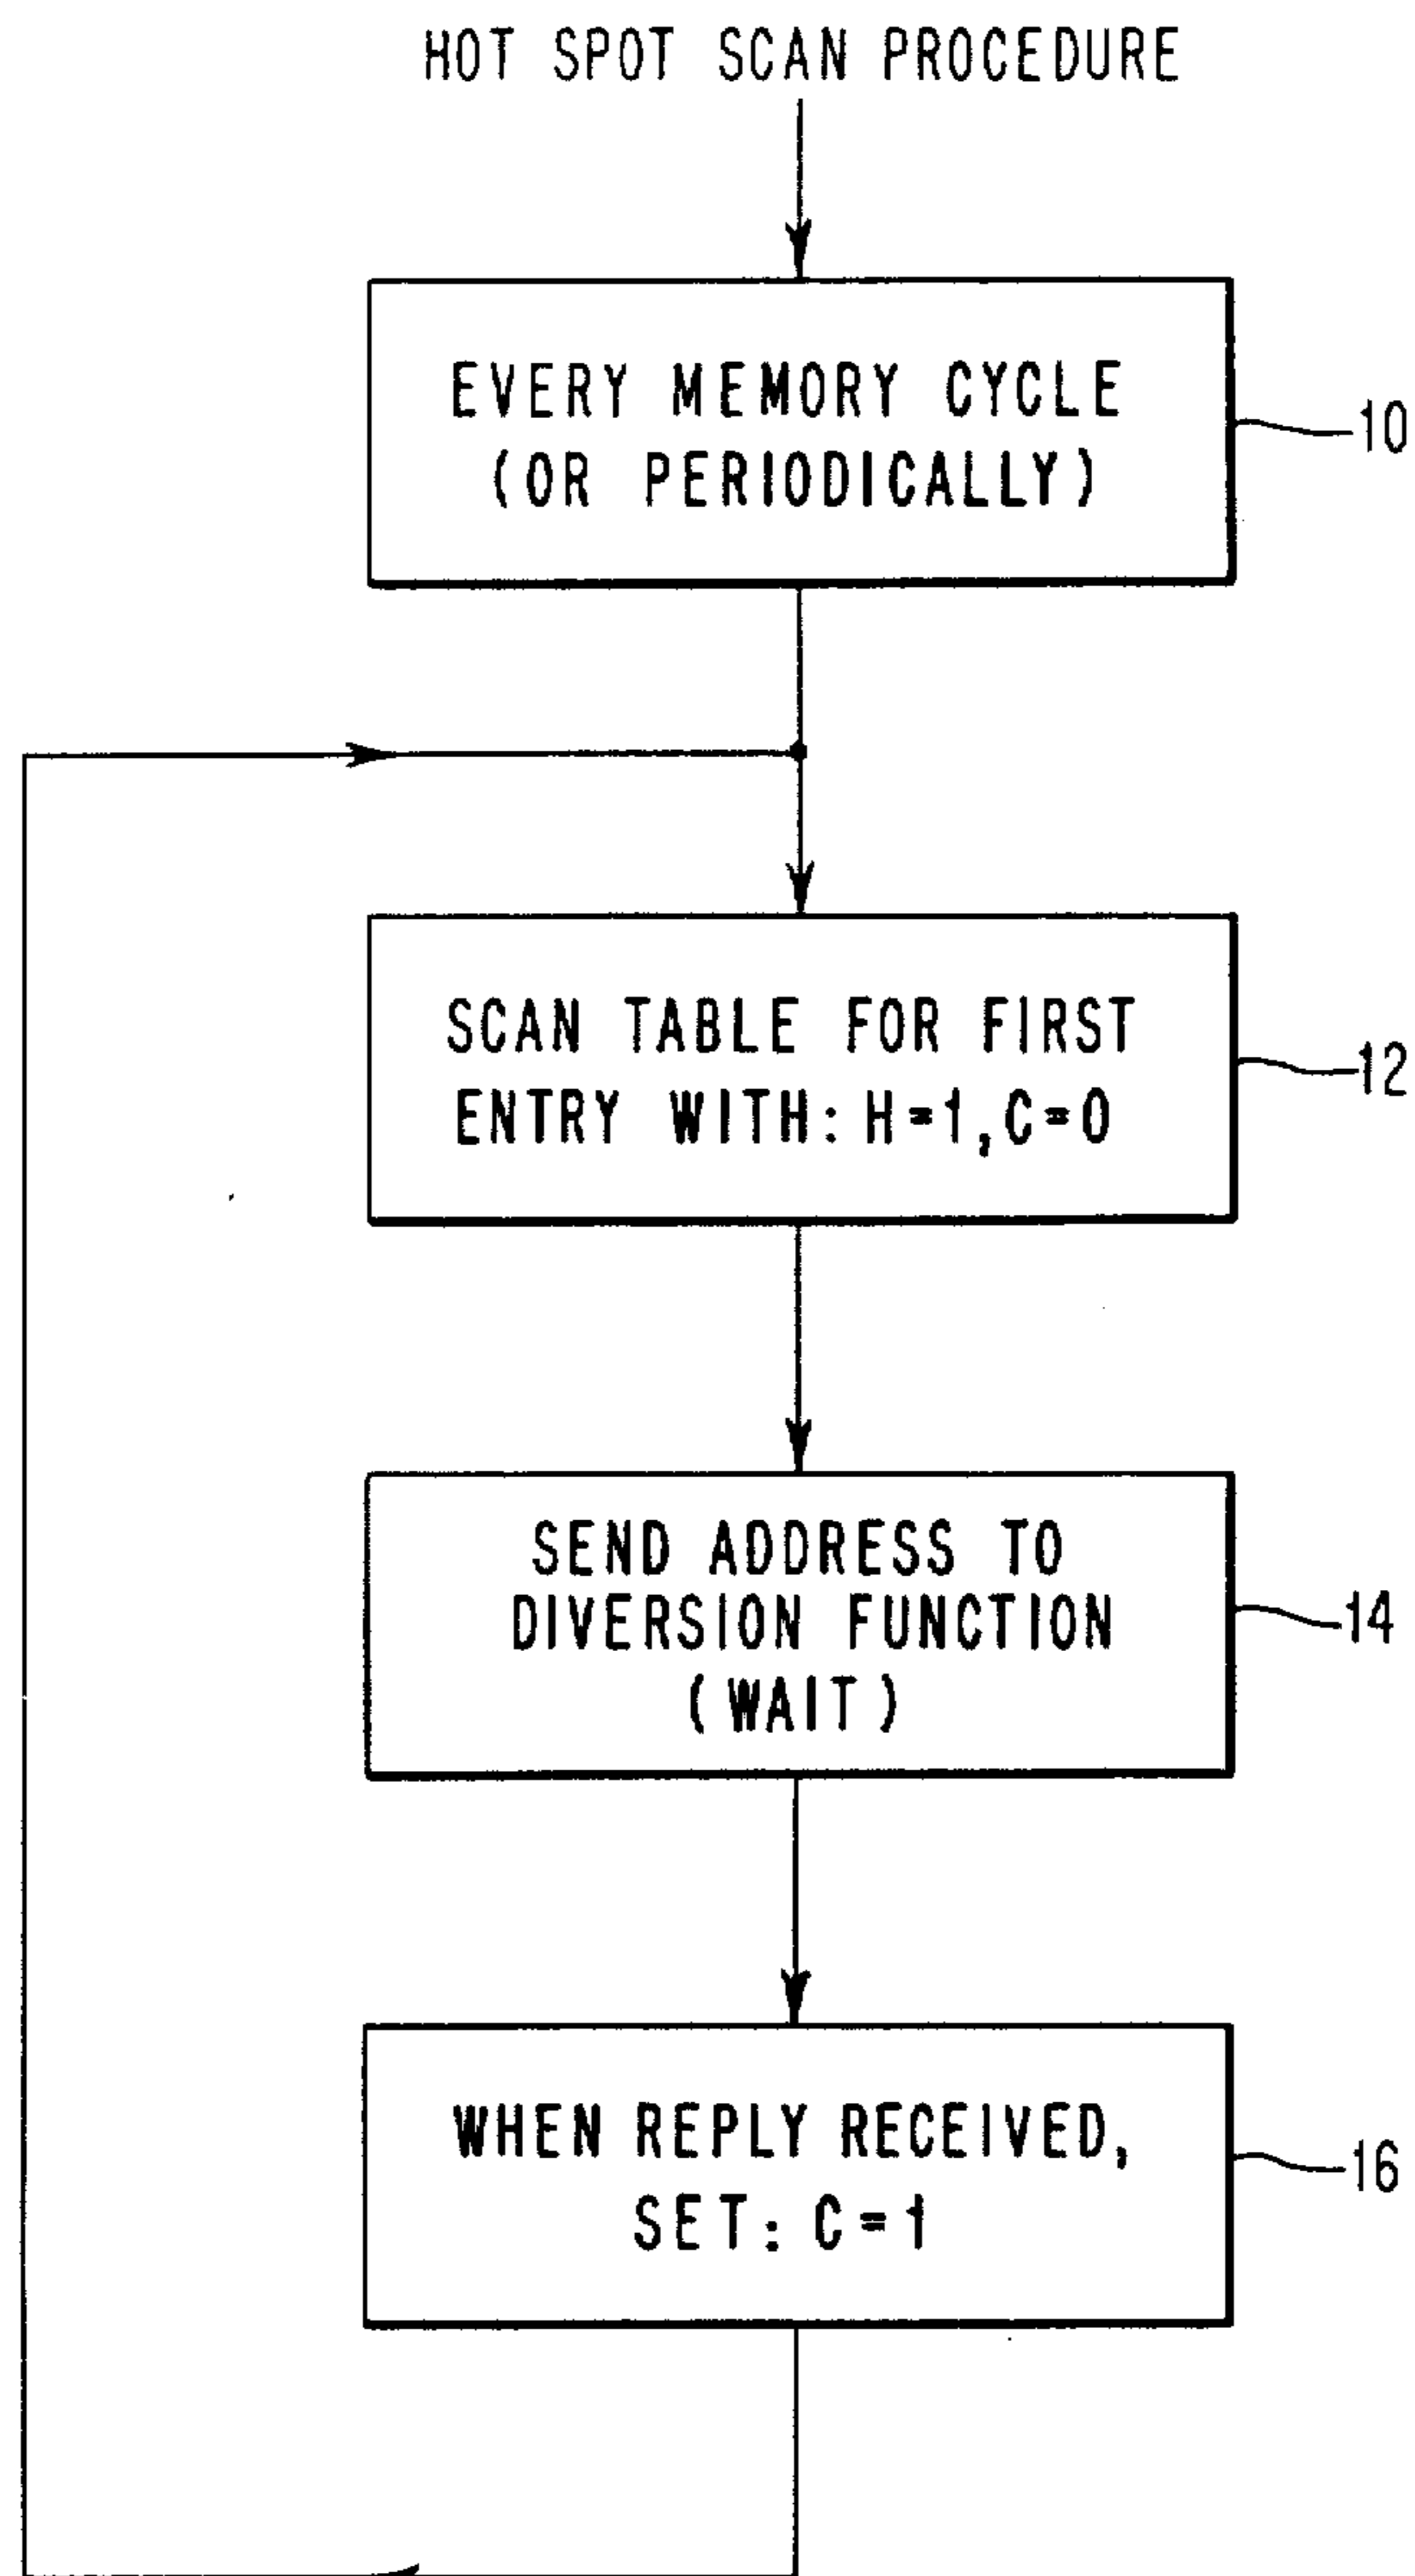 HOT SPOT SCAN PROCEDURE
EVERY MEMORY CYCLE
(OR PERIODICALLY)
10
SCAN TABLE FOR FIRST
ENTRY WITH: H=1,C=0
12
SEND ADDRESS TO
DIVERSION FUNCTION
(WAIT)
14
WHEN REPLY RECEIVED,
SET: C=1
16